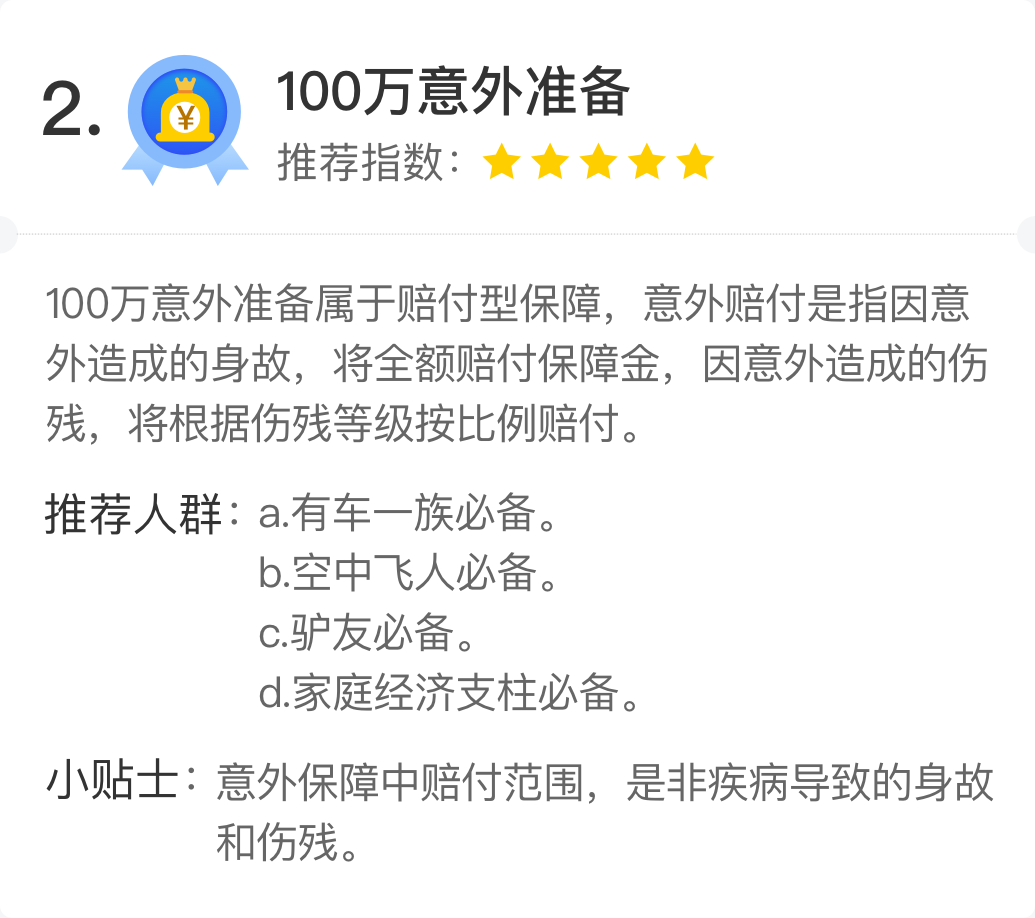 2.
¥
100万意外准备
推荐指数：
100万意外准备属于赔付型保障，意外赔付是指因意
外造成的身故，将全额赔付保障金，因意外造成的伤
残，将根据伤残等级按比例赔付。
推荐人群：a.有车一族必备。
b.空中飞人必备。
c.驴友必备。
d.家庭经济支柱必备。
小贴士：意外保障中赔付范围，是非疾病导致的身故
和伤残。